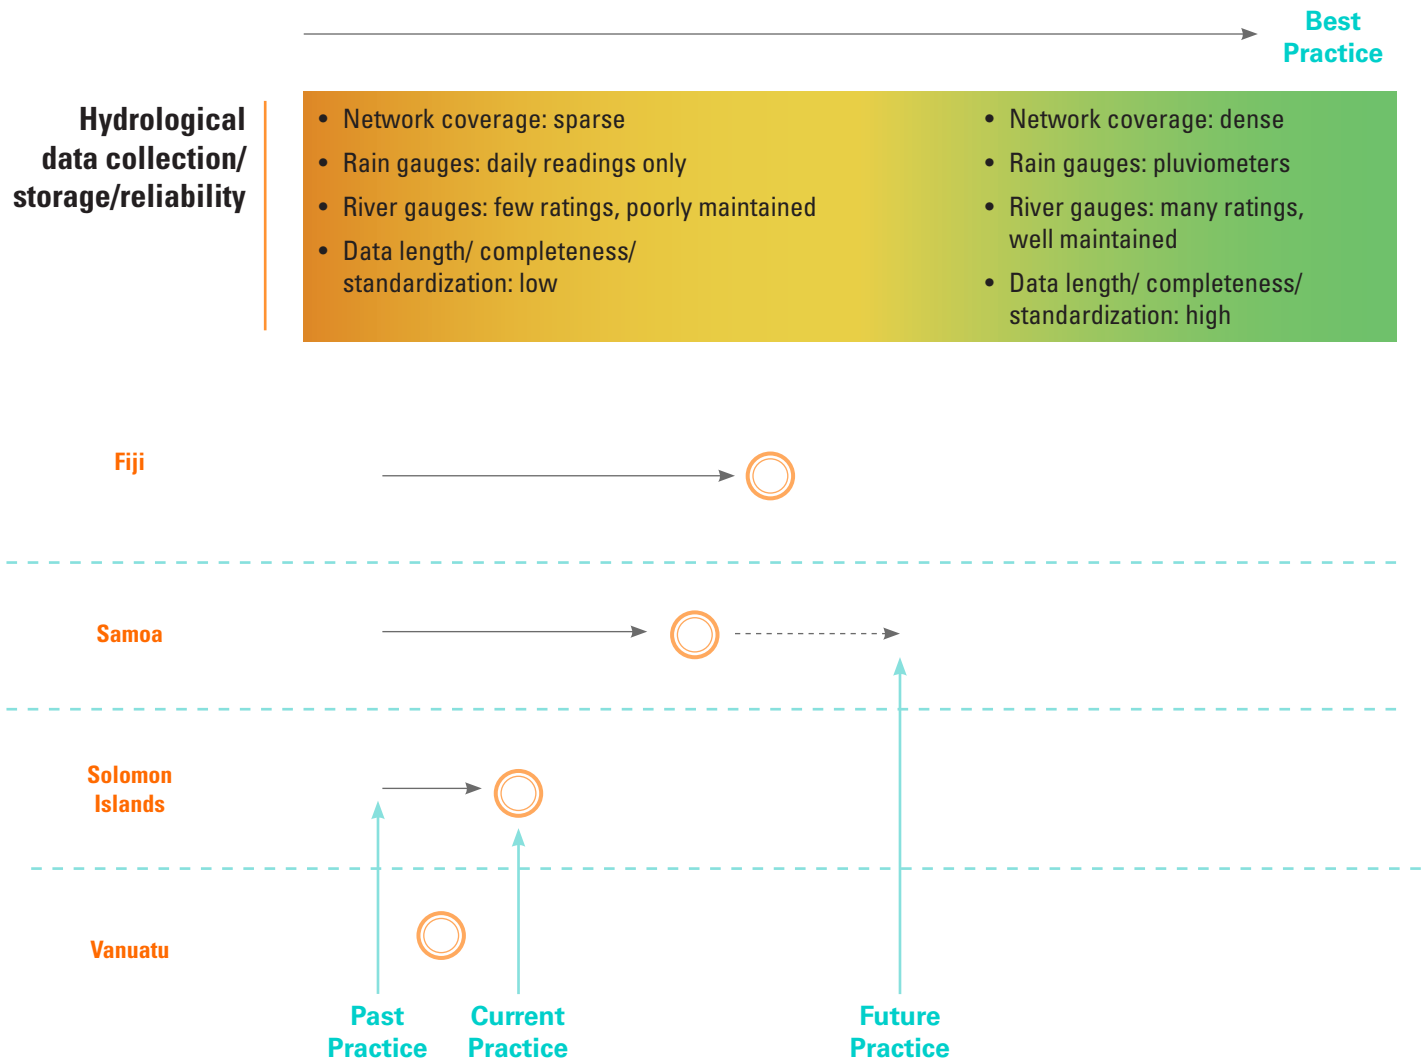 Best
Practice
Hydrological
data collection/
storage/reliability
• Network coverage: sparse
• Rain gauges: daily readings only
• River gauges: few ratings, poorly maintained
• Data length/ completeness/
standardization: low
• Network coverage: dense
• Rain gauges: pluviometers
• River gauges: many ratings,
well maintained
• Data length/ completeness/
standardization: high
Fiji
Samoa
Solomon
Islands
Vanuatu
Past
Practice
Current
Practice
Future
Practice